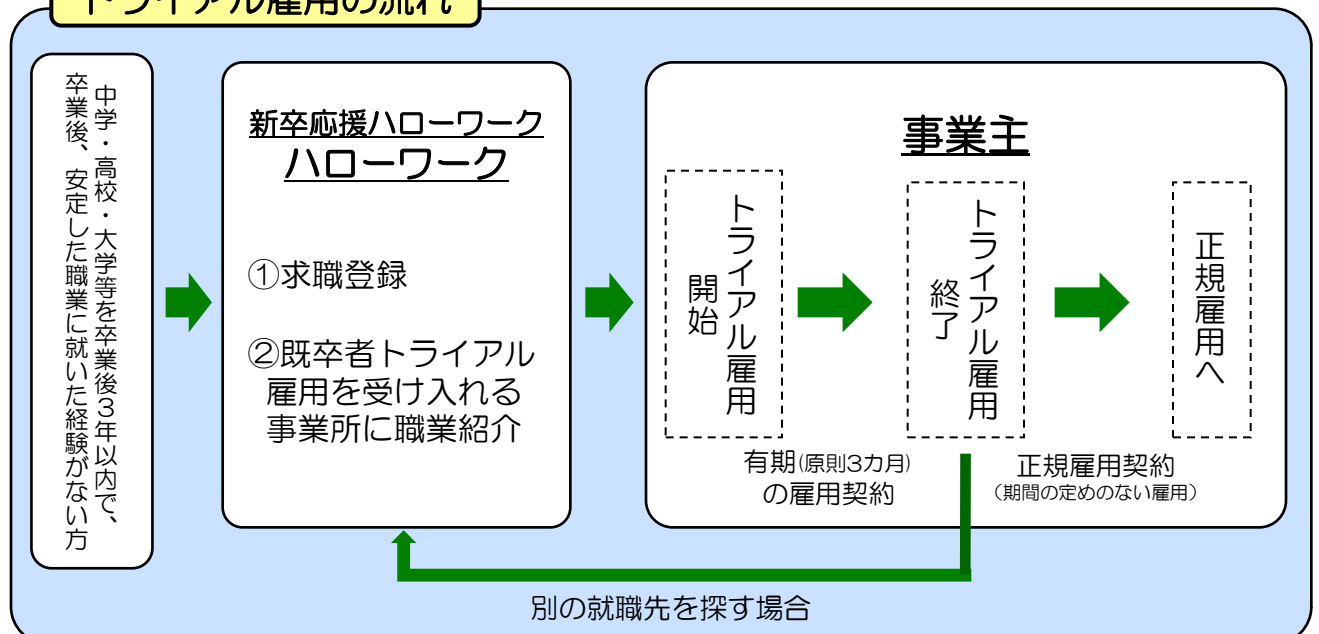 トライアル雇用の流れ
中学・高校・大学等を卒業後3年以内で、
卒業後、安定した職業に就いた経験がない方
新卒応援ハローワーク
ハローワーク
①求職登録
②既卒者トライアル
雇用を受け入れる
事業所に職業紹介
事業主
トライアル雇用
開始
トライアル雇用
終了
正規雇用へ
有期(原則3カ月)
の雇用契約
正規雇用契約
(期間の定めのない雇用)
別の就職先を探す場合